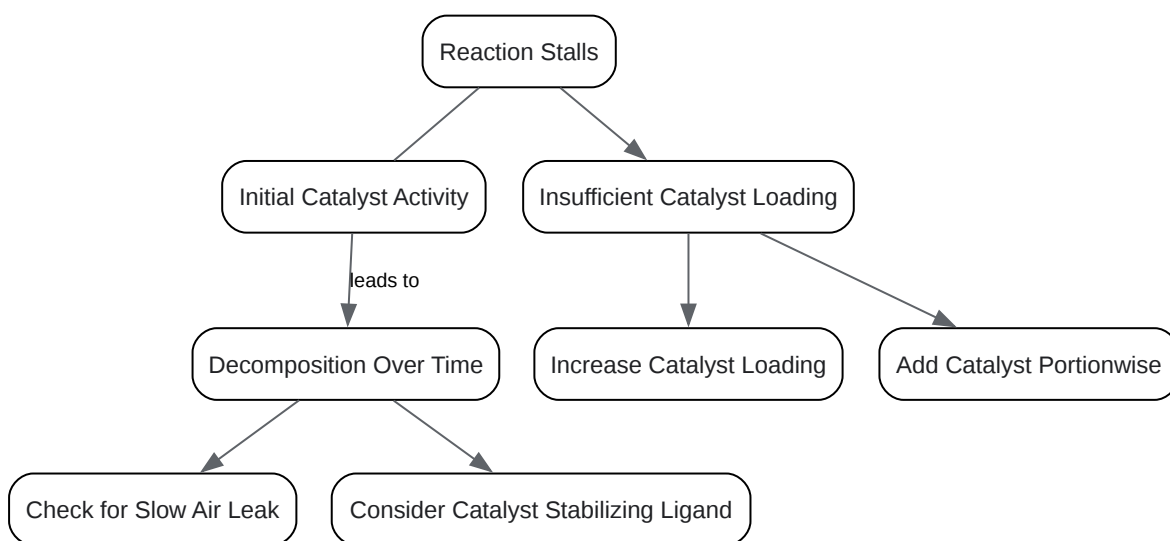 Reaction Stalls
Initial Catalyst Activity
Insufficient Catalyst Loading
leads to
Decomposition Over Time
Increase Catalyst Loading
Add Catalyst Portionwise
Check for Slow Air Leak
Consider Catalyst Stabilizing Ligand